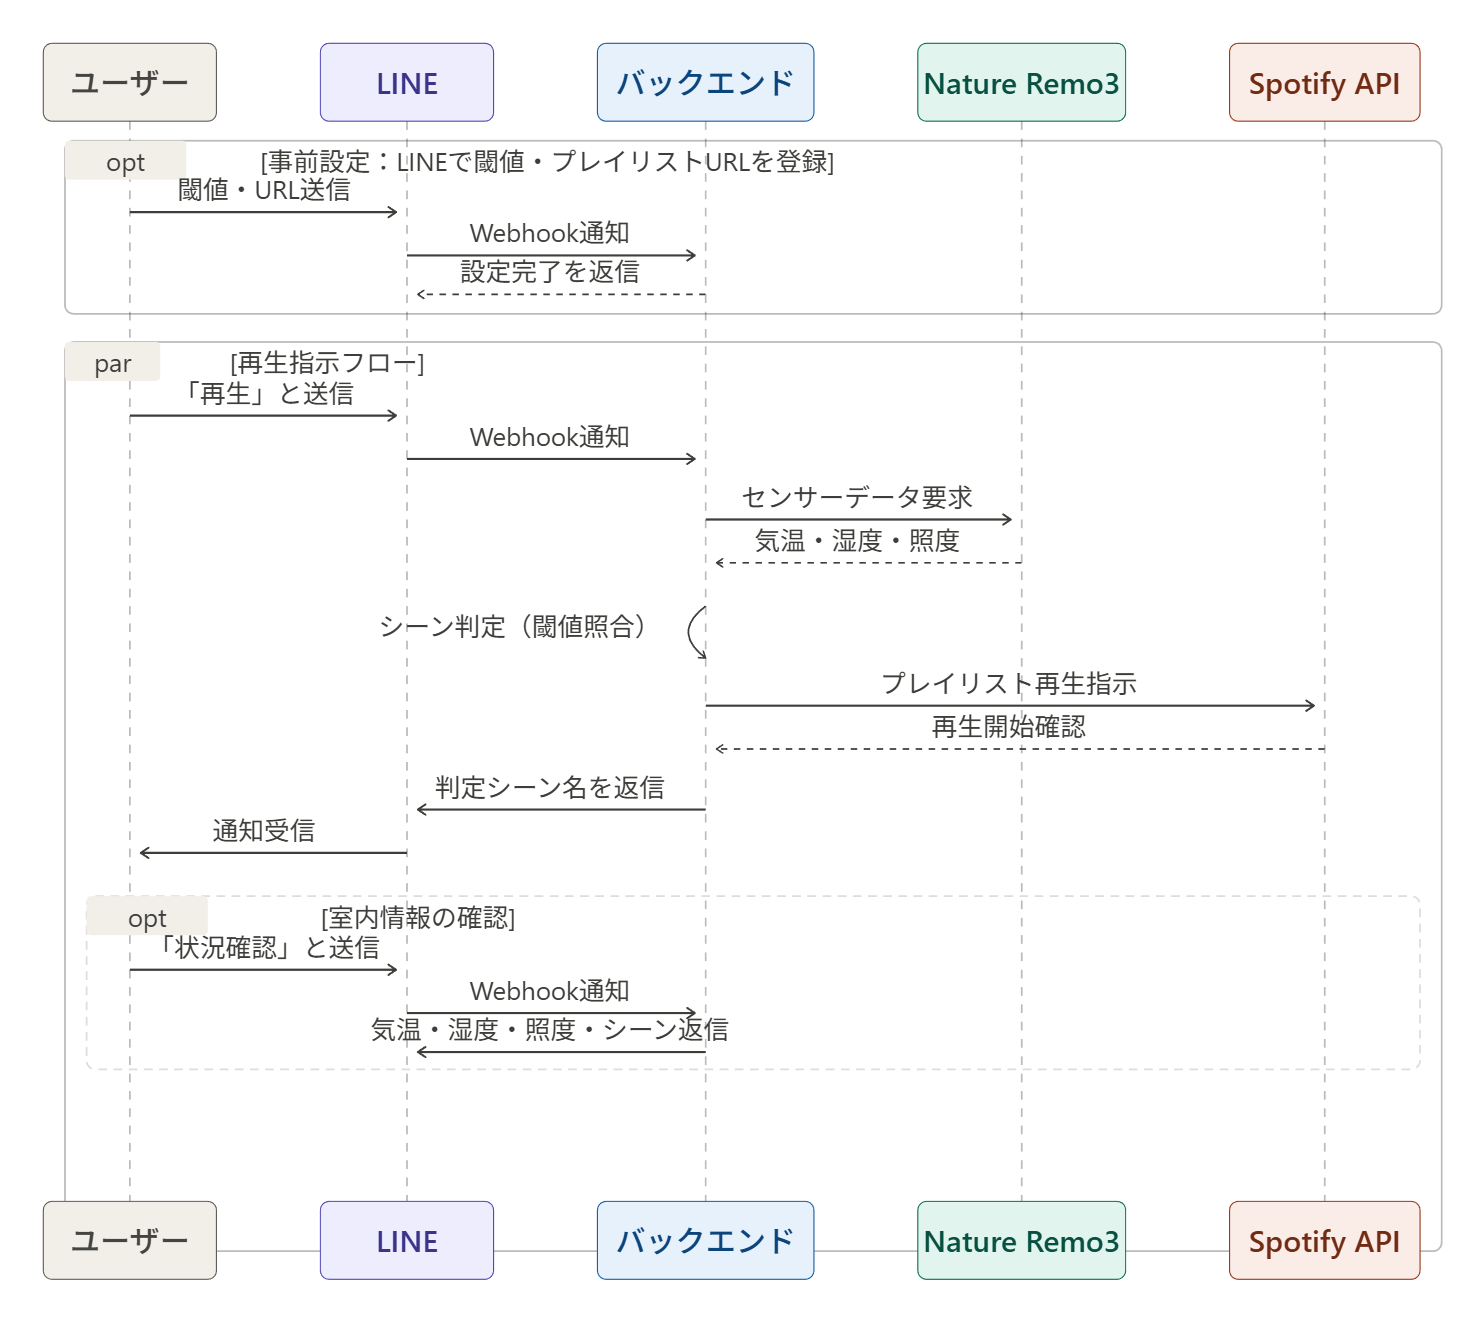 ユーザー
LINE
バックエンド
Nature Remo3
Spotify API
opt
[事前設定：LINEで閾値・プレイリストURLを登録]
閾値・URL送信
Webhook通知
設定完了を返信
par
[再生指示フロー]
「再生」と送信
Webhook通知
センサーデータ要求
気温・湿度・照度
シーン判定（閾値照合）
プレイリスト再生指示
再生開始確認
判定シーン名を返信
通知受信
opt
[室内情報の確認]
「状況確認」と送信
Webhook通知
気温・湿度・照度・シーン返信
ユーザー
LINE
バックエンド
Nature Remo3
Spotify API